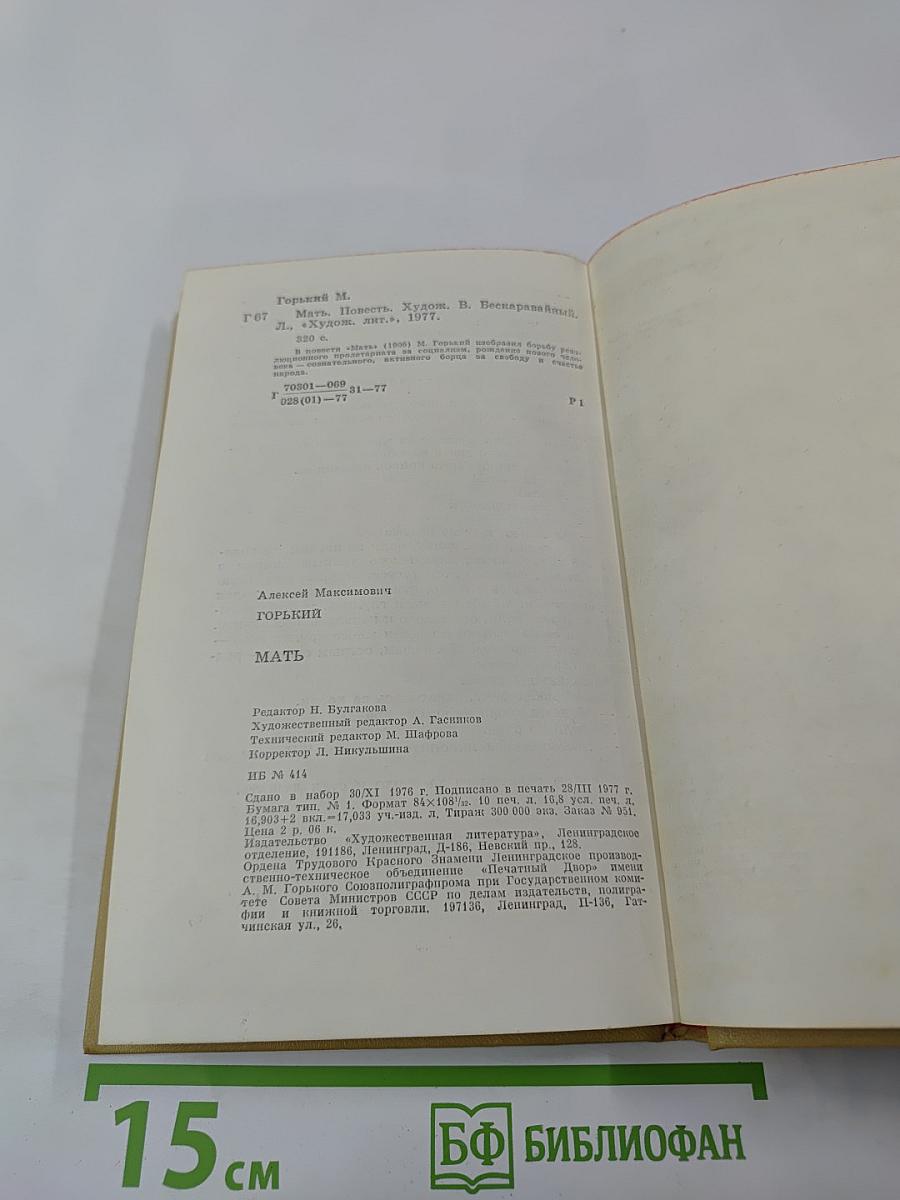 Горький М.
Г 67 Мать. Повесть. Худож. В. Бескаравайный.
Л., «Худож. лит.», 1977.
320 с.
В повести «Мать» (1906) М. Горький изобразил борьбу рево-
люционного пролетариата за социализм, рождение нового чело-
века — сознательного, активного борца за свободу и счастье
народа.
Г 70301—069 31—77
028(01)—77
Р 1
Алексей Максимович
ГОРЬКИЙ
МАТЬ
Редактор Н. Булгакова
Художественный редактор А. Гасников
Технический редактор М. Шафрова
Корректор Л. Никульшина
ИБ № 414
Сдано в набор 30/XI 1976 г. Подписано в печать 28/III 1977 г.
Бумага тип. № 1. Формат 84×108¹/₃₂. 10 печ. л. 16,8 усл. печ. л.
16,903+2 вкл.=17,033 уч.-изд. л. Тираж 300 000 экз. Заказ № 951.
Цена 2 р. 06 к.
Издательство «Художественная литература», Ленинградское
отделение, 191186, Ленинград, Д-186, Невский пр., 128.
Ордена Трудового Красного Знамени Ленинградское производ-
ственно-техническое объединение «Печатный Двор» имени
А. М. Горького Союзполиграфпрома при Государственном коми-
тете Совета Министров СССР по делам издательств, полигра-
фии и книжной торговли. 197136, Ленинград, П-136, Гат-
чинская ул., 26,
15 см
БФ БИБЛИОФАН